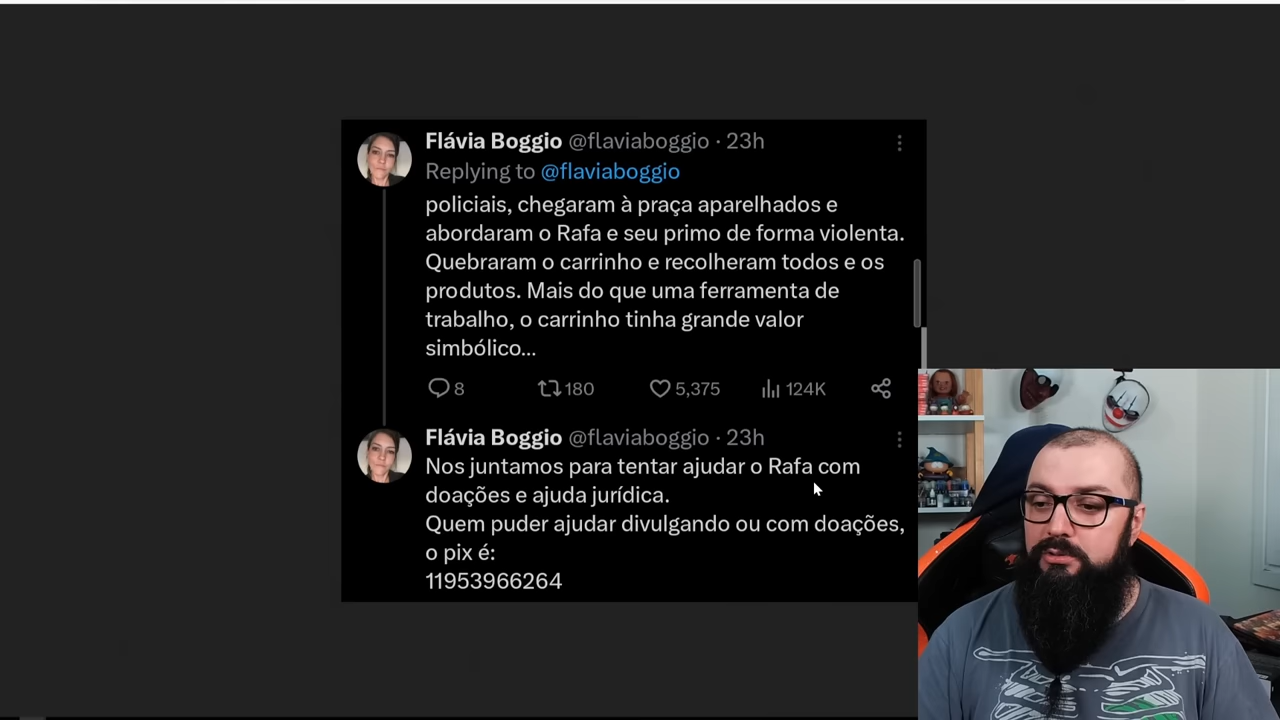 Flávia Boggio @flaviaboggio · 23h
Replying to @flaviaboggio
policiais, chegaram à praça aparelhados e
abordaram o Rafa e seu primo de forma violenta.
Quebraram o carrinho e recolheram todos e os
produtos. Mais do que uma ferramenta de
trabalho, o carrinho tinha grande valor
simbólico...
8 180 5,375 124K
Flávia Boggio @flaviaboggio · 23h
Nos juntamos para tentar ajudar o Rafa com
doações e ajuda jurídica.
Quem puder ajudar divulgando ou com doações,
o pix é:
11953966264